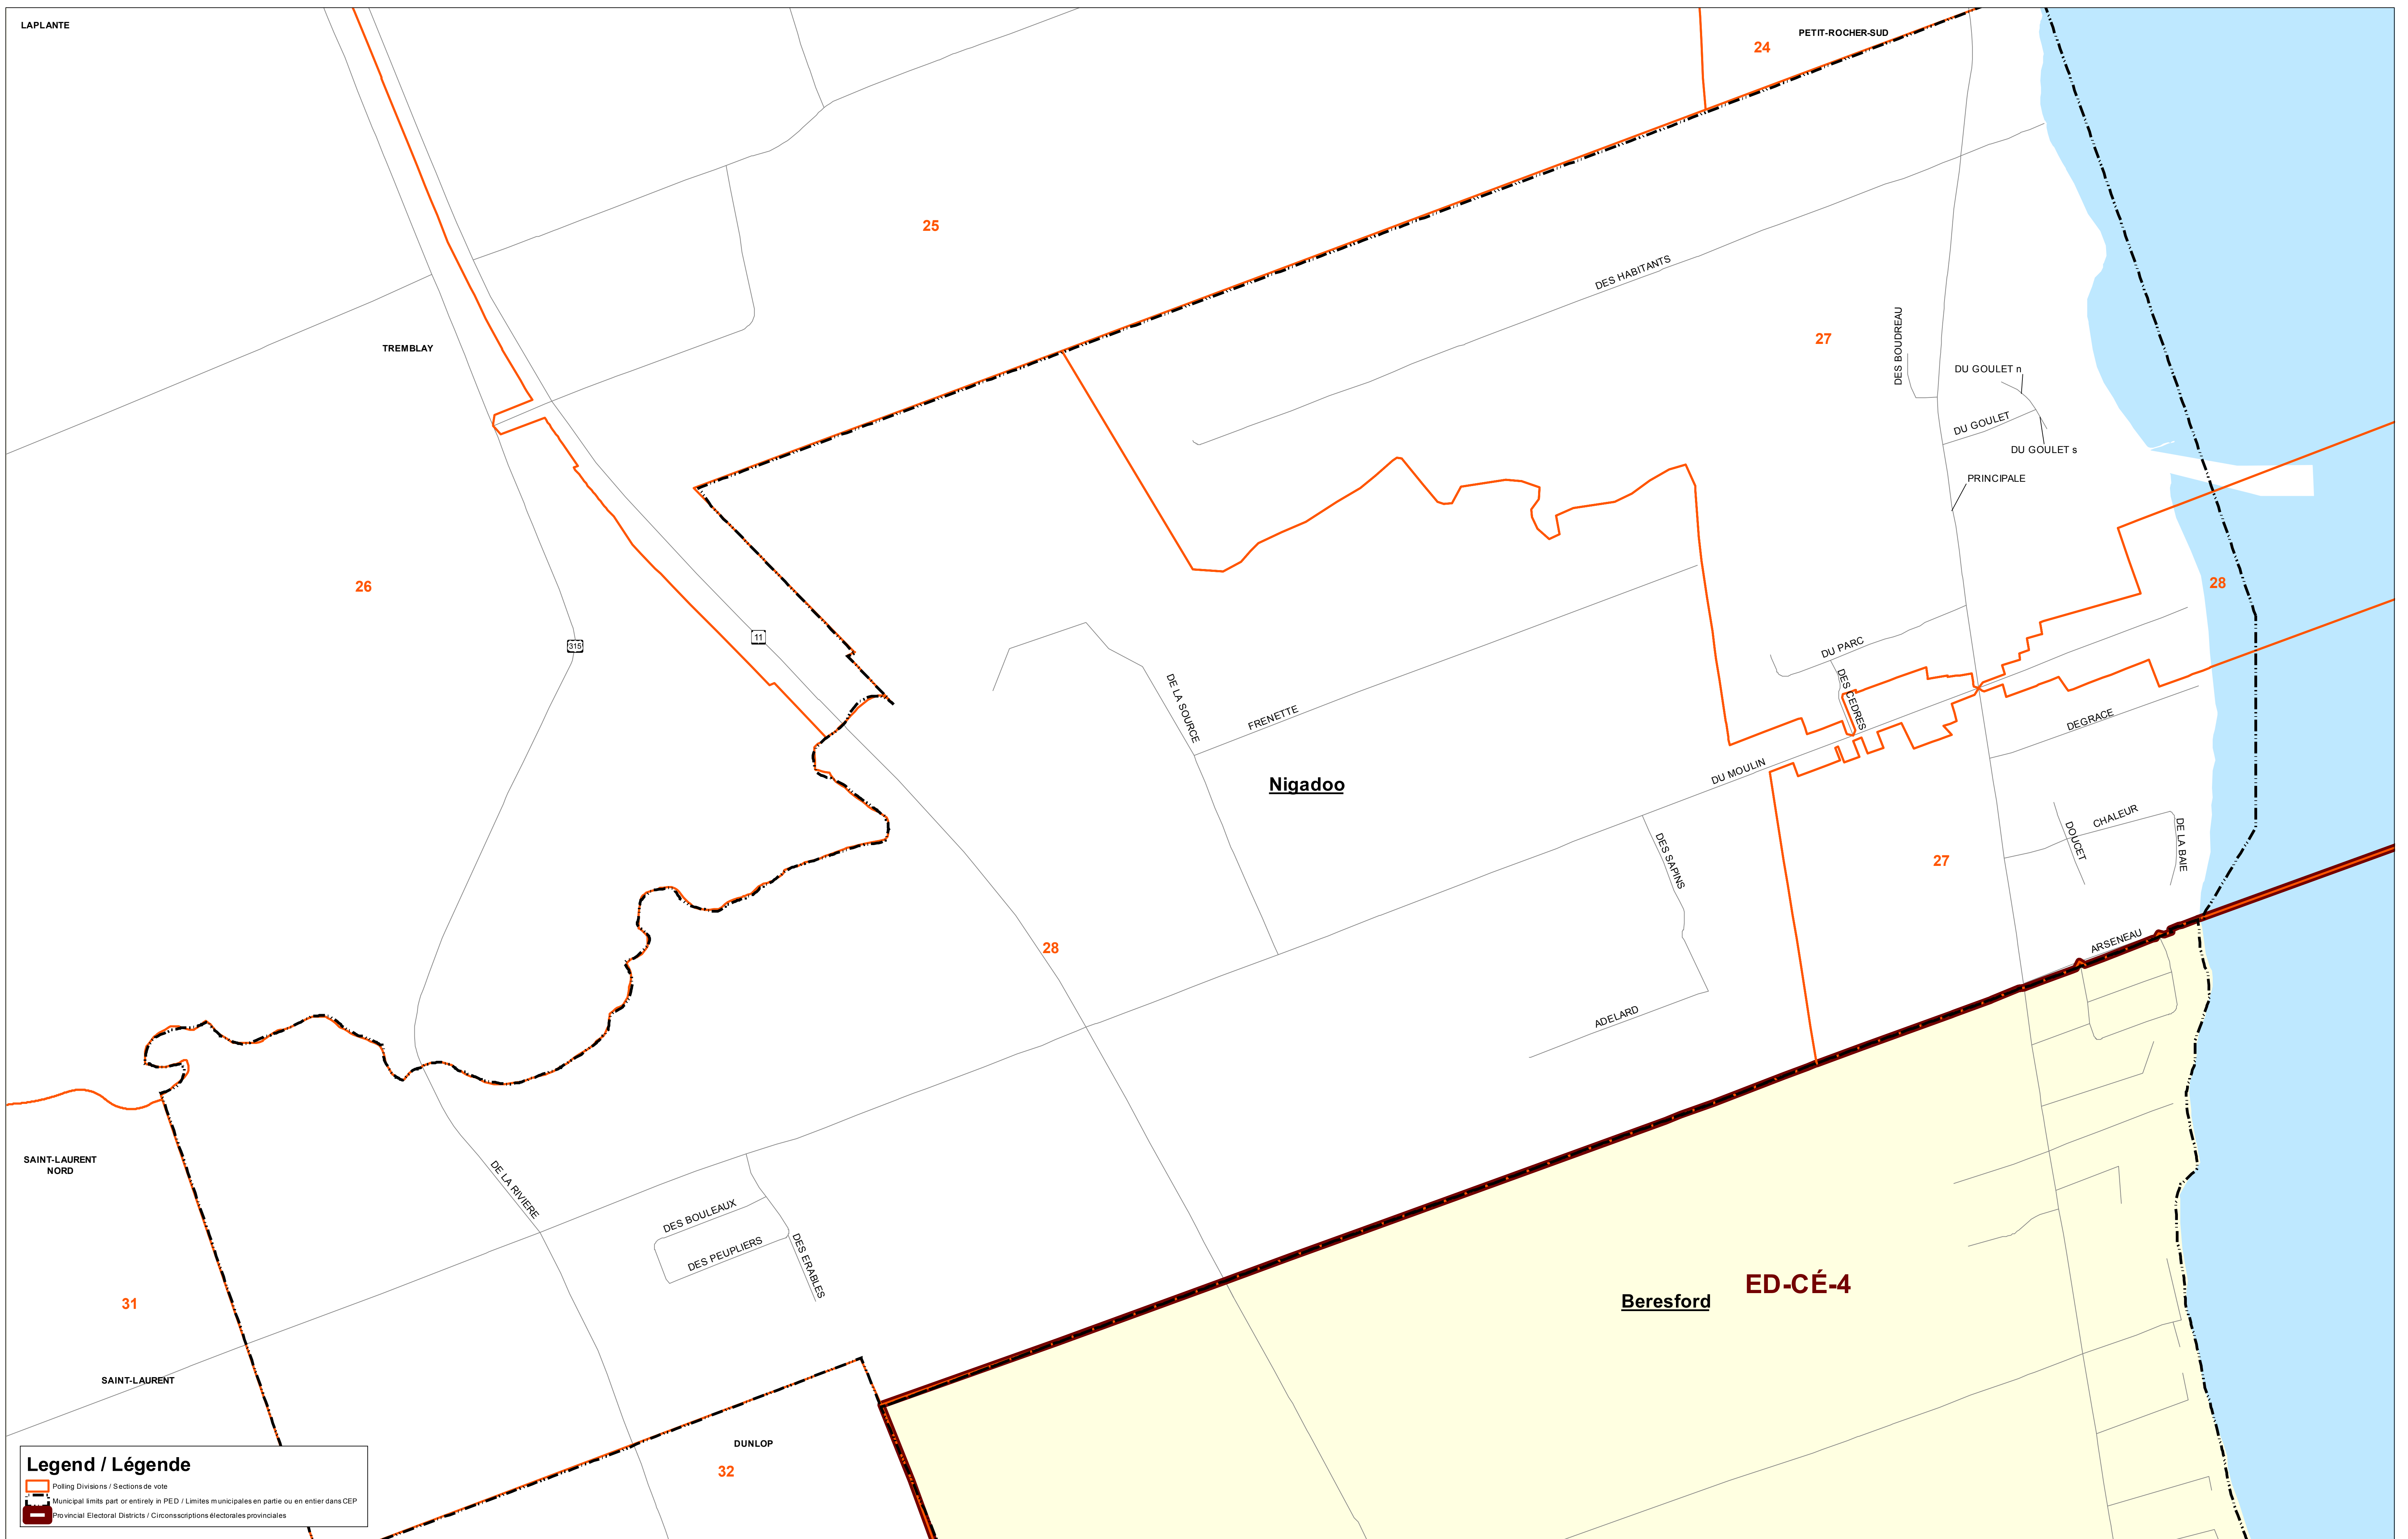 LAPLANTE
24
PETIT-ROCHER-SUD
25
DES HABITANTS
27
DES BOUDREAU
TREMBLAY
DU GOULET n
DU GOULET
DU GOULET s
PRINCIPALE
26
28
315
11
DU PARC
DES CEDRES
DE LA SOURCE
FRENETTE
DEGRACE
DU MOULIN
Nigadoo
CHALEUR
DOUCET
DE LA BAIE
DES SAPINS
27
28
ARSENEAU
ADELARD
SAINT-LAURENT
NORD
DE LA RIVIERE
DES BOULEAUX
DES PEUPLIERS
DES ERABLES
31
ED-CÉ-4
Beresford
SAINT-LAURENT
DUNLOP
32
Legend / Légende
Polling Divisions / Sections de vote
Municipal limits part or entirely in PED / Limites municipales en partie ou en entier dans CEP
Provincial Electoral Districts / Circonsscriptions électorales provinciales